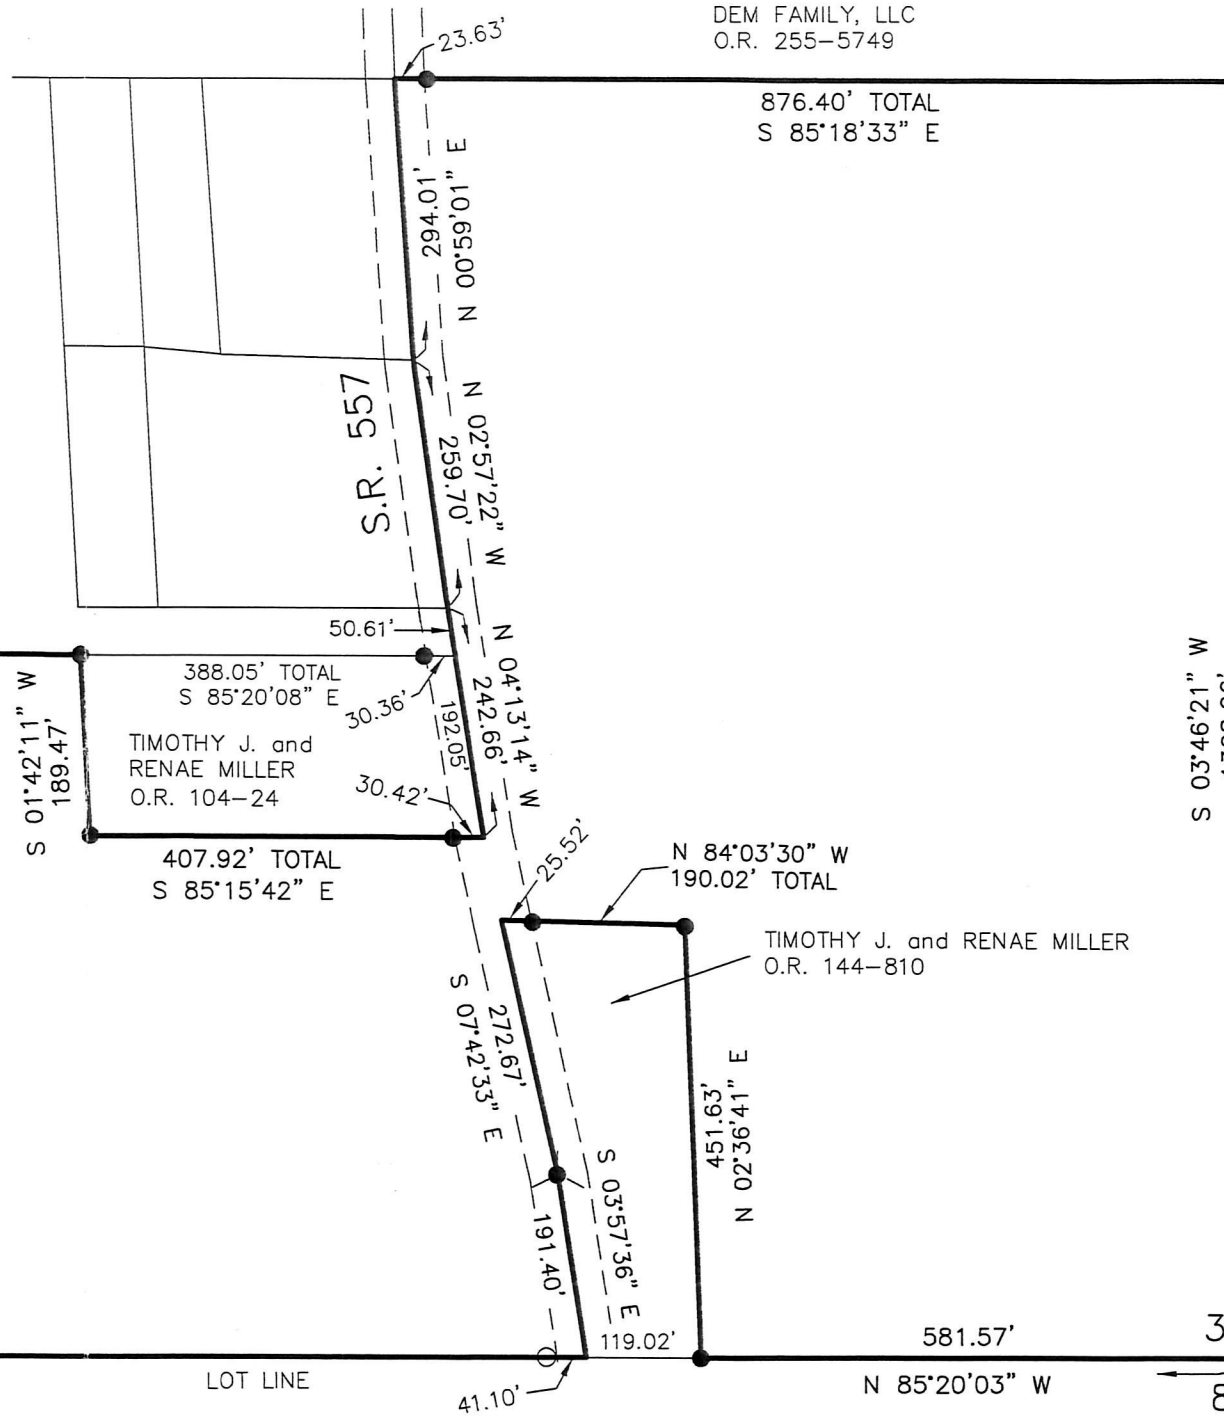 DEM FAMILY, LLC
O.R. 255-5749
23.63'
876.40' TOTAL
S 85°18'33" E
294.01'
N 00°59'01" E
S.R. 557
N 02°57'22" W
259.70'
50.61'
388.05' TOTAL
S 85°20'08" E
30.36'
N 04°13'14" W
242.66'
192.05'
S 01°42'11" W
189.47'
TIMOTHY J. and
RENAE MILLER
O.R. 104-24
30.42'
407.92' TOTAL
S 85°15'42" E
S 03°46'21" W
25.52'
N 84°03'30" W
190.02' TOTAL
TIMOTHY J. and RENAE MILLER
O.R. 144-810
272.67'
S 07°42'33" E
451.63'
N 02°36'41" E
S 03°57'36" E
191.40'
119.02'
581.57'
3
LOT LINE
41.10'
N 85°20'03" W